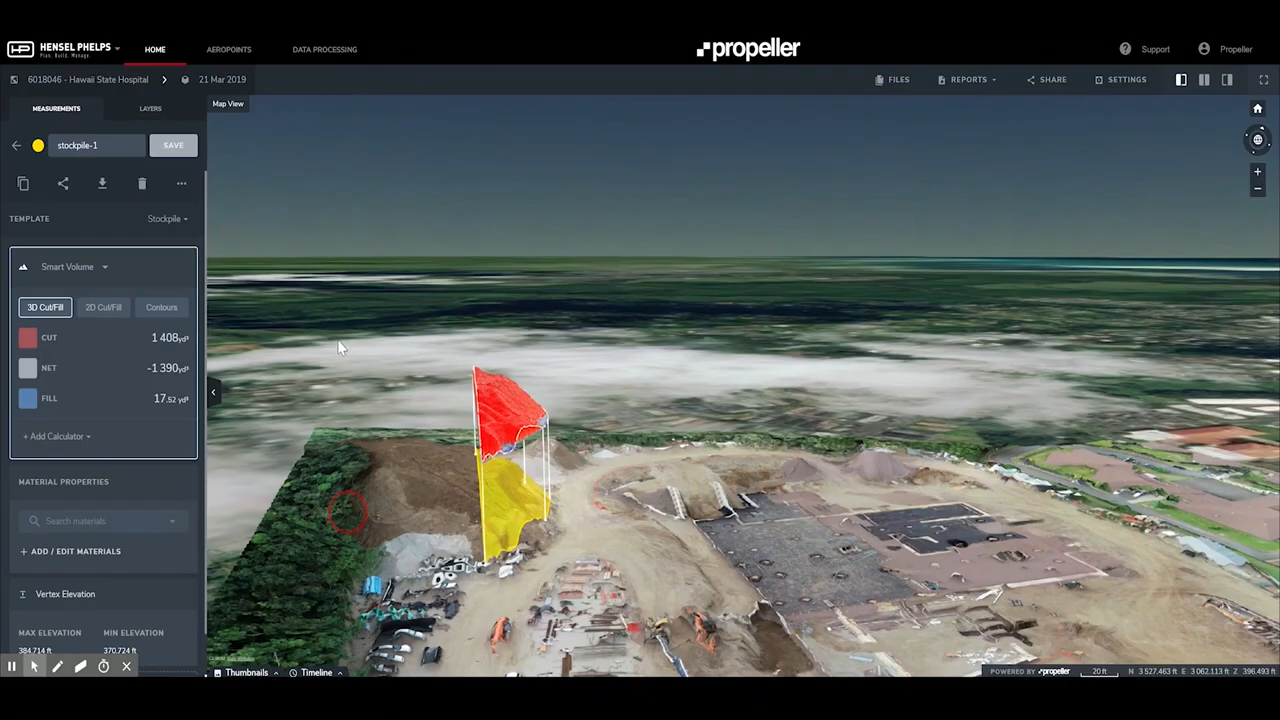 HENSEL PHELPS
Plan. Build. Manage.
HOME
AEROPOINTS
DATA PROCESSING
propeller
Support
Propeller
6018046 - Hawaii State Hospital
21 Mar 2019
FILES
REPORTS
SHARE
SETTINGS
MEASUREMENTS
LAYERS
Map View
stockpile-1
SAVE
TEMPLATE
Stockpile
Smart Volume
3D Cut/Fill
2D Cut/Fill
Contours
CUT
1 408yd³
NET
-1 390yd³
FILL
17.52 yd³
+ Add Calculator
MATERIAL PROPERTIES
Search materials
+ ADD / EDIT MATERIALS
Vertex Elevation
MAX ELEVATION
MIN ELEVATION
384.714 ft
370.724 ft
Thumbnails
Timeline
POWERED BY propeller
20 ft
N 3 527.463 ft E 3 062.113 ft Z 396.493 ft